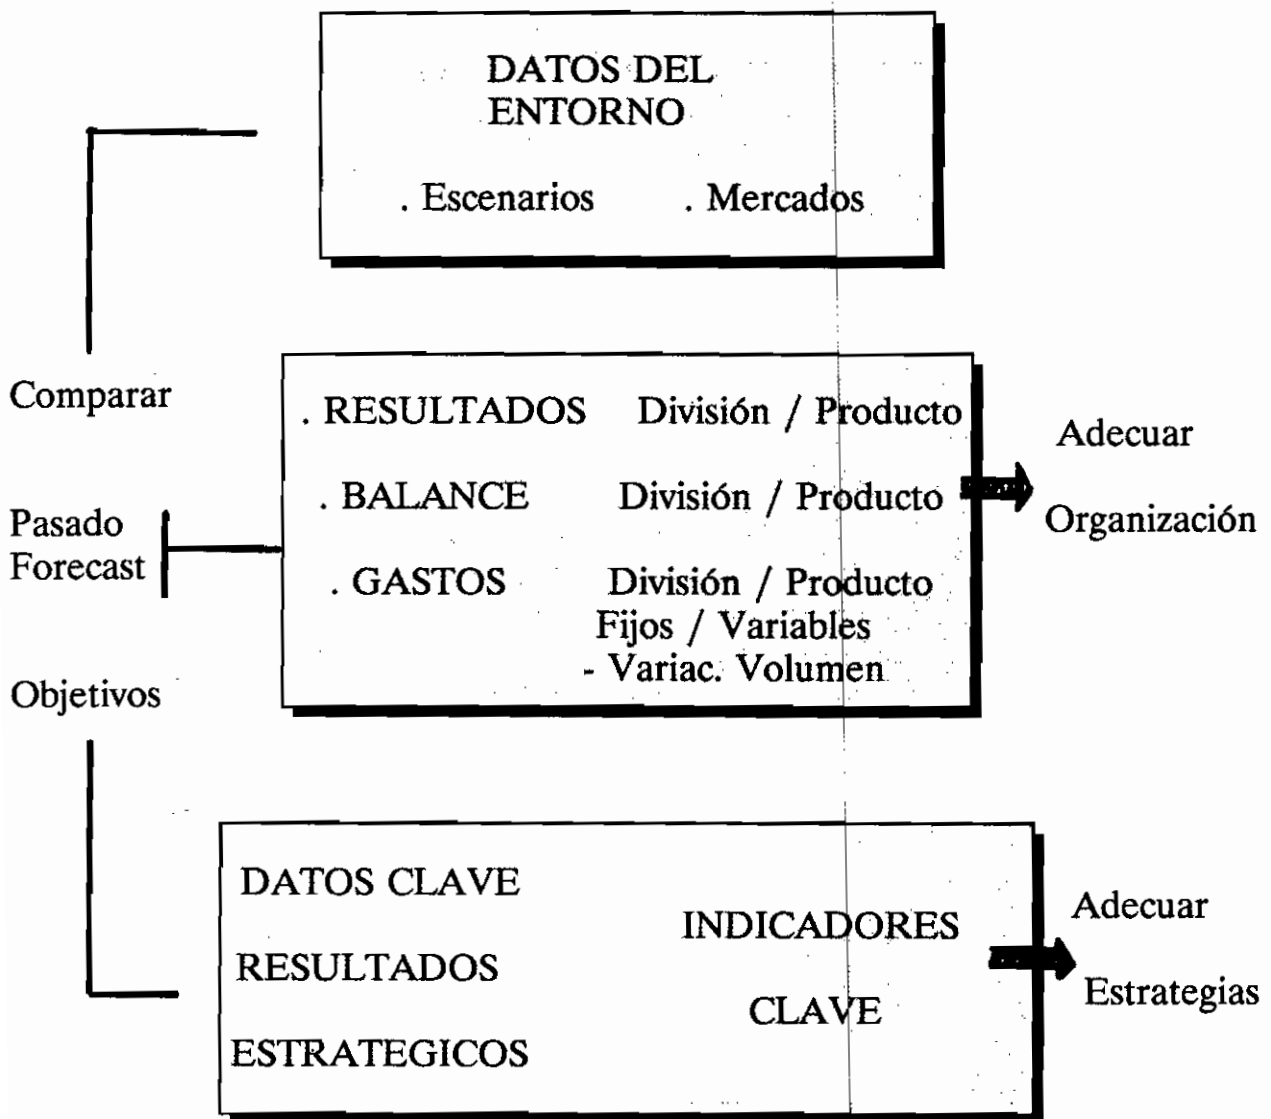 DATOS DEL
ENTORNO
. Escenarios . Mercados
Comparar
Pasado
Forecast
Objetivos
. RESULTADOS División / Producto
. BALANCE División / Producto
. GASTOS División / Producto
Fijos / Variables
- Variac. Volumen
Adecuar
Organización
DATOS CLAVE
RESULTADOS
ESTRATEGICOS
INDICADORES
CLAVE
Adecuar
Estrategias